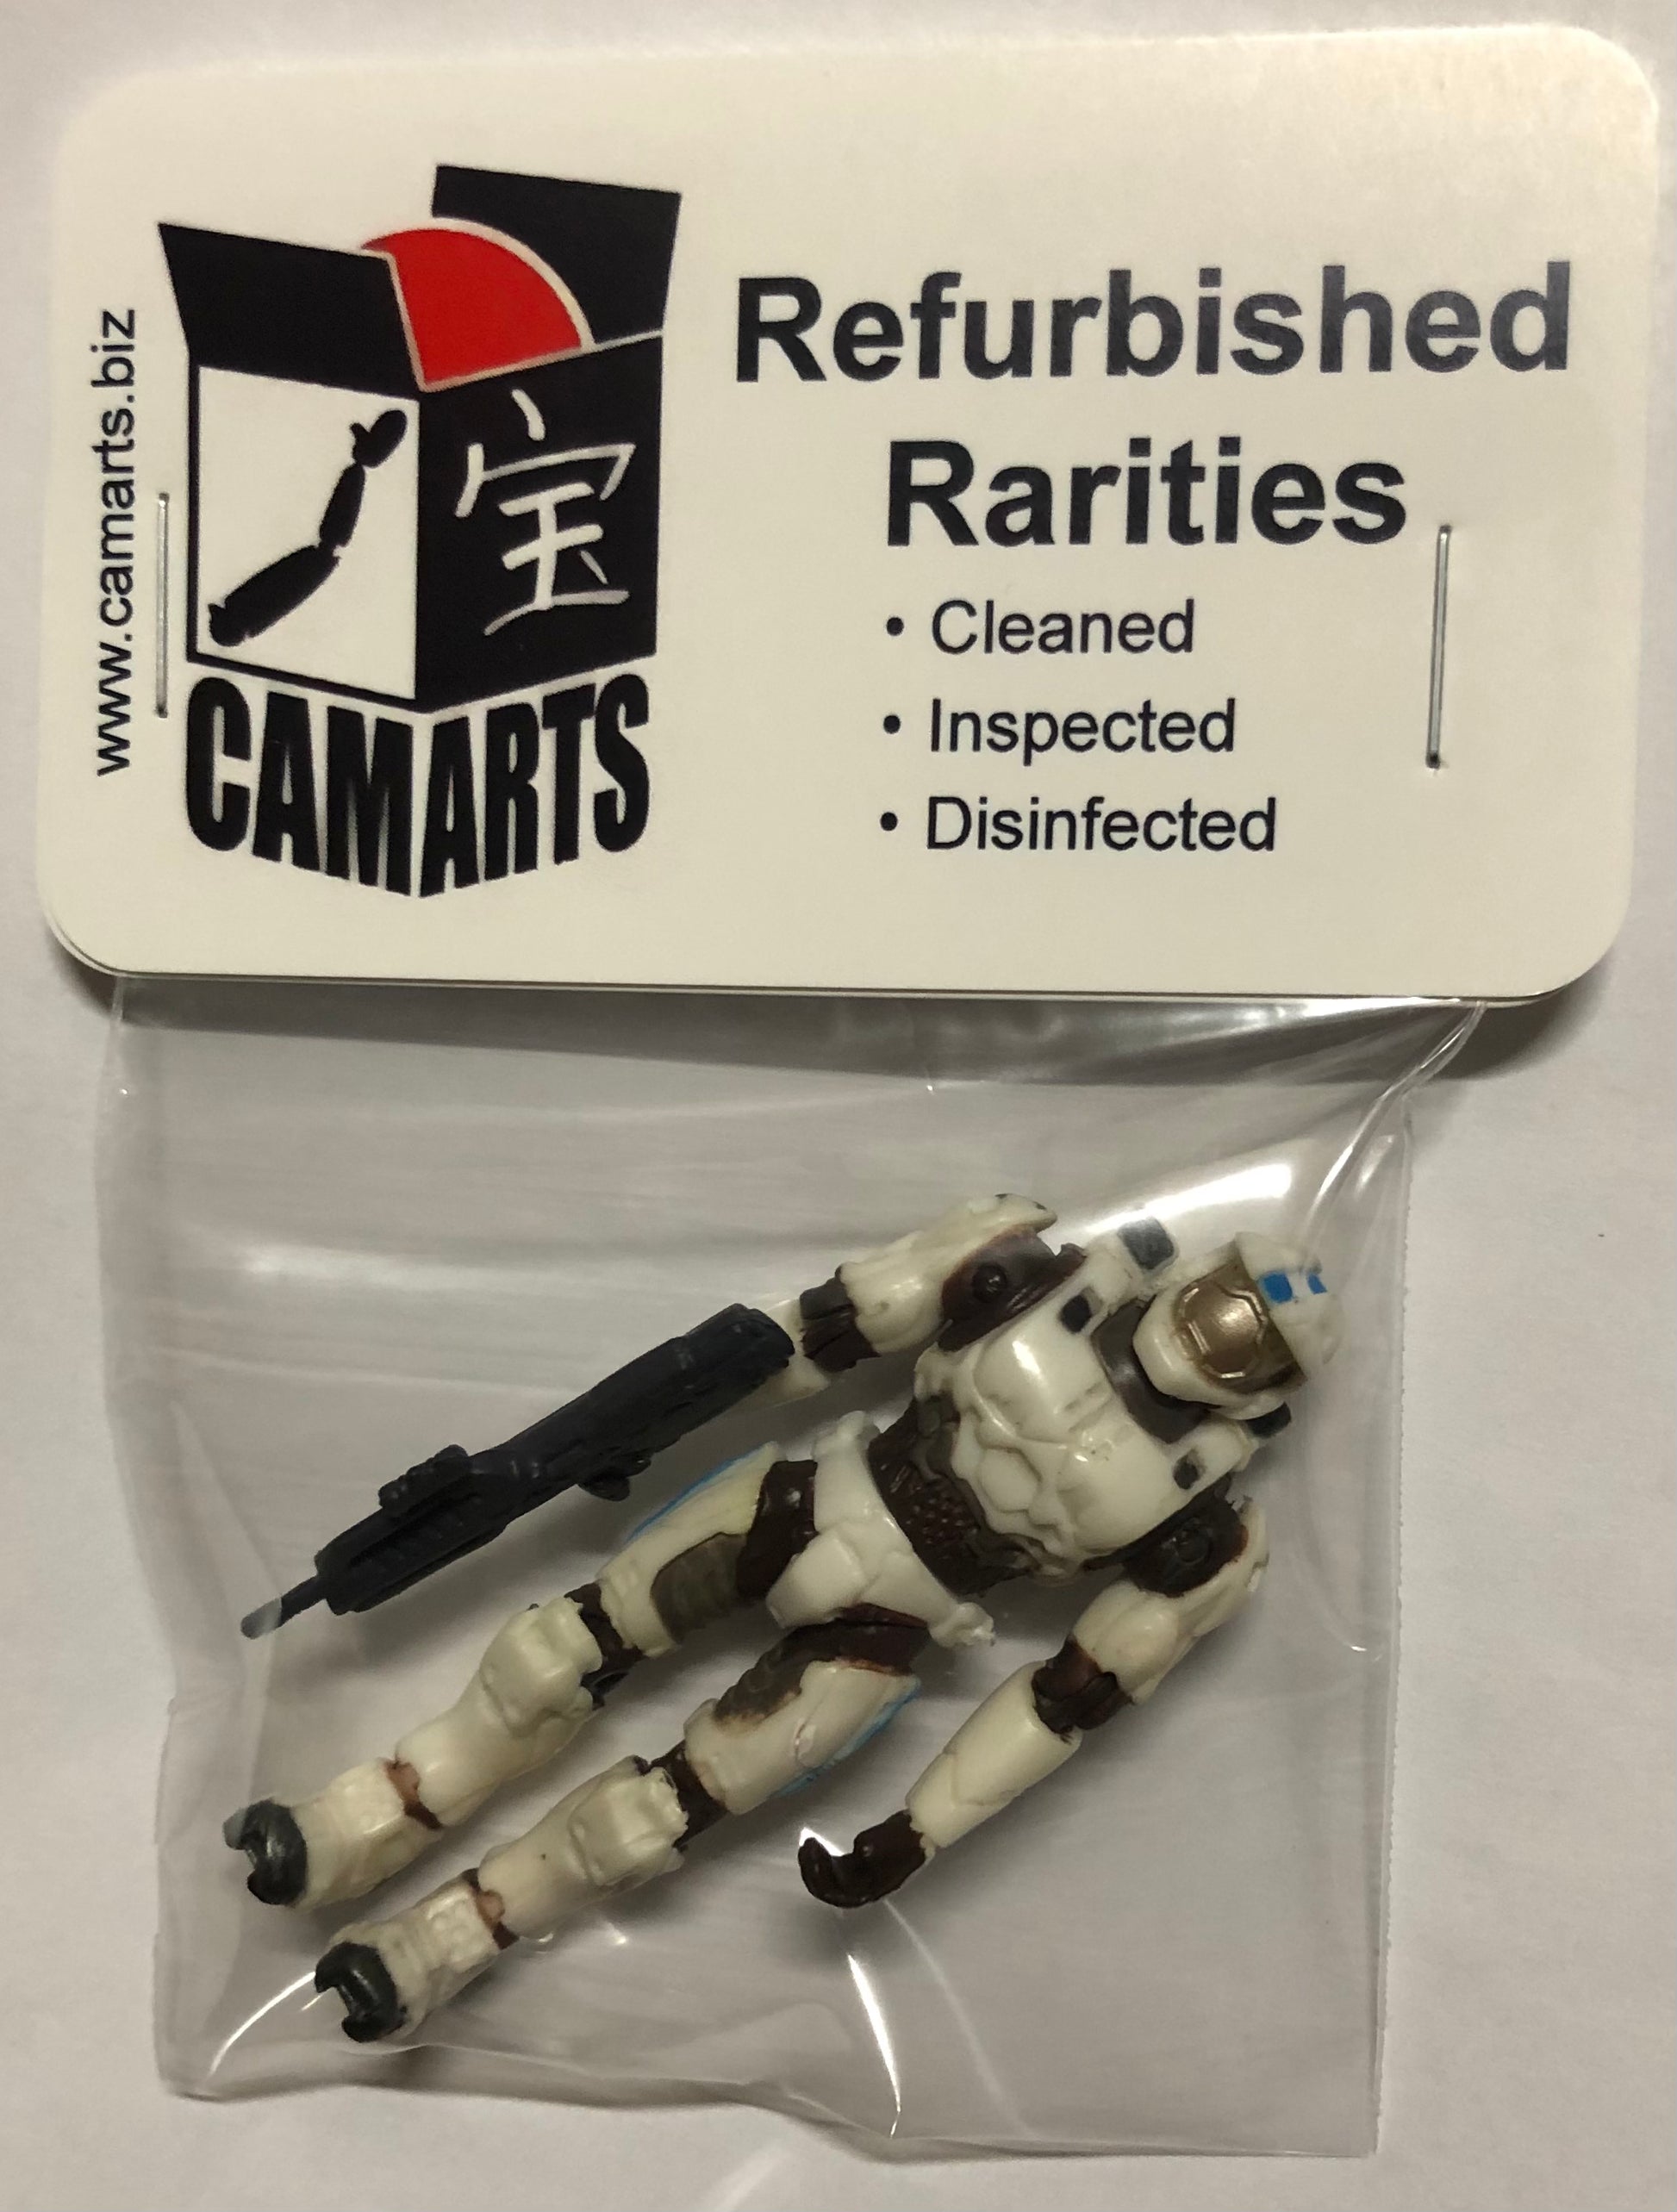 www.camarts.biz
宝
CAMARTS
Refurbished
Rarities
• Cleaned
• Inspected
• Disinfected